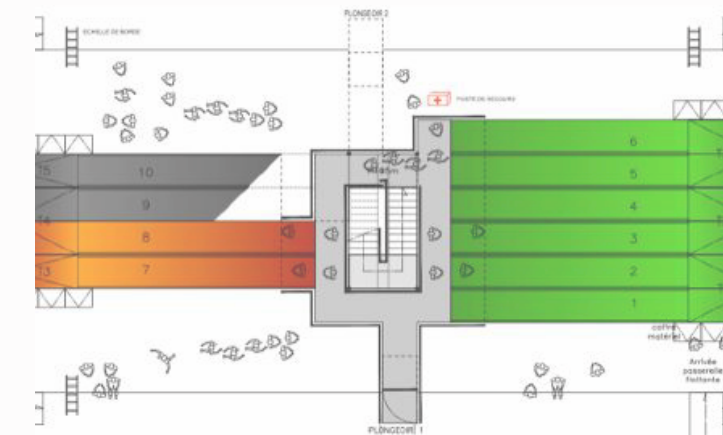 PLONGEOIR 2
ECHELLE DE BORDE
POSTE DE SECOURS
6
15
10
5
9
4
14
8
3
13
7
2
1
coffre
matériel
Arrivée
passerelle
flottante
PLONGEOIR 1